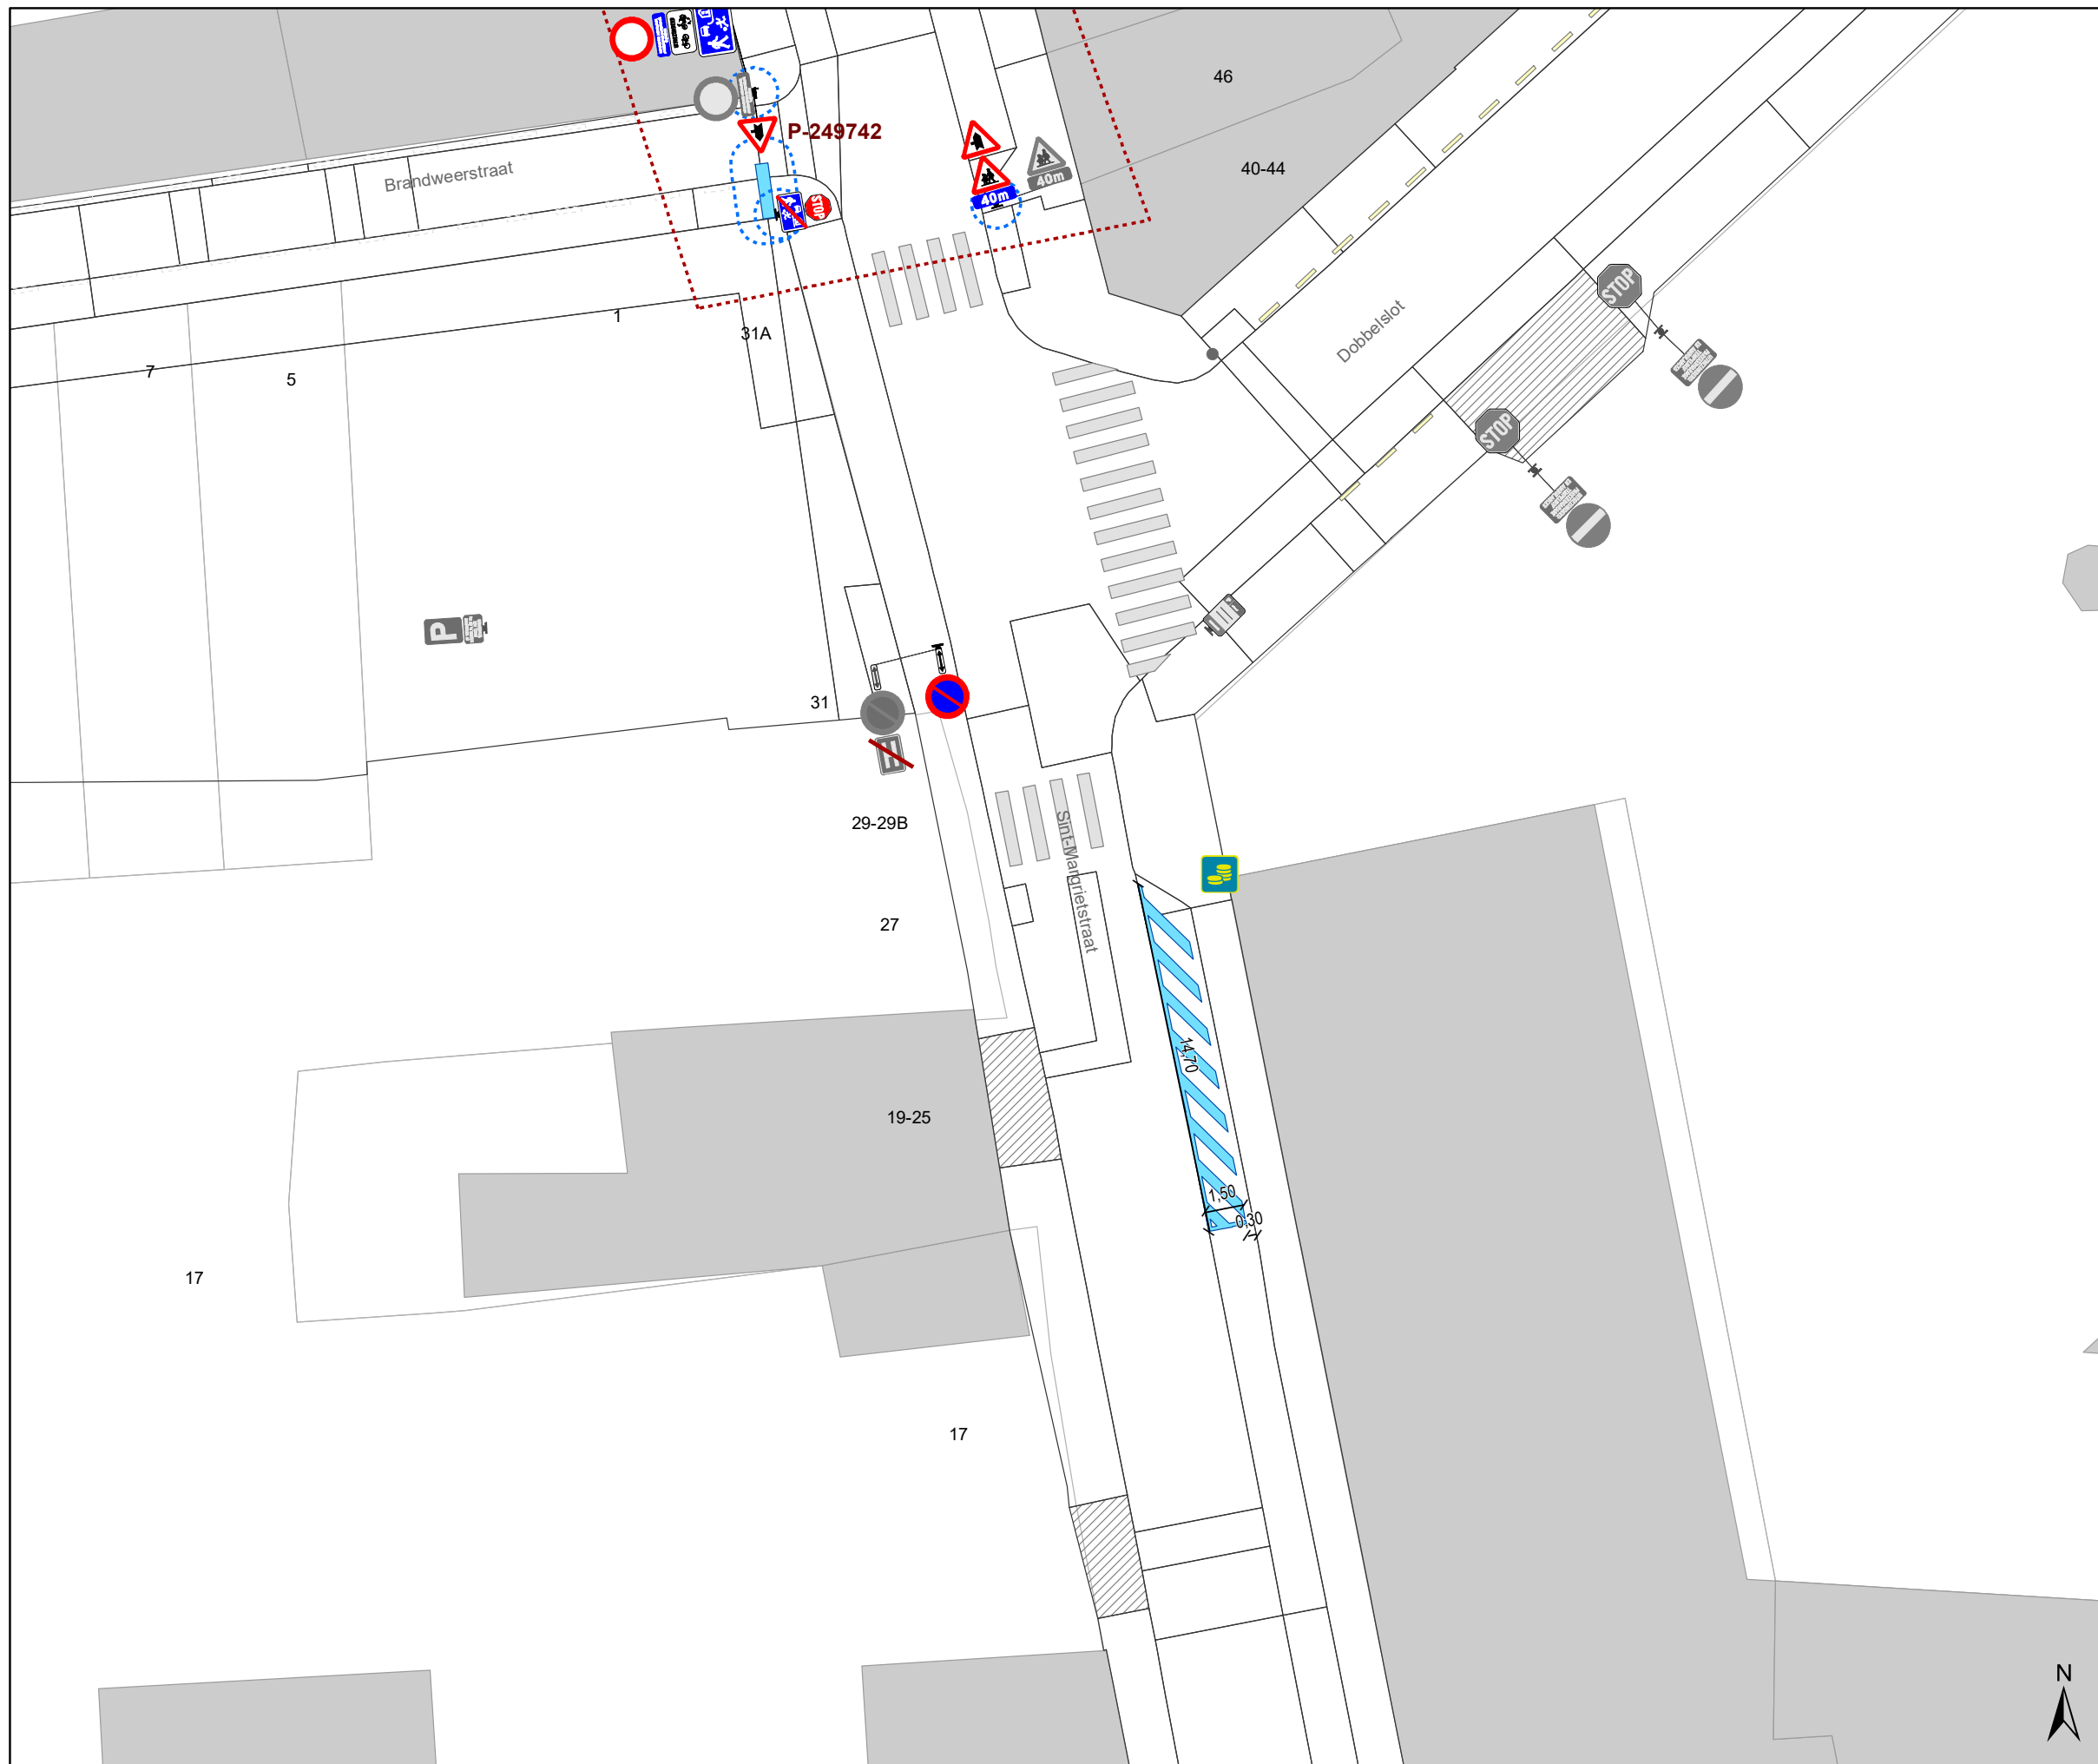 46
P-249742
40-44
Brandweerstraat
40m
40m
STOP
STOP
Dobbelslot
1
31A
7
5
STOP
P
31
29-29B
Sint-Margrietstraat
27
14,70
19-25
1,50
0,30
17
17
N